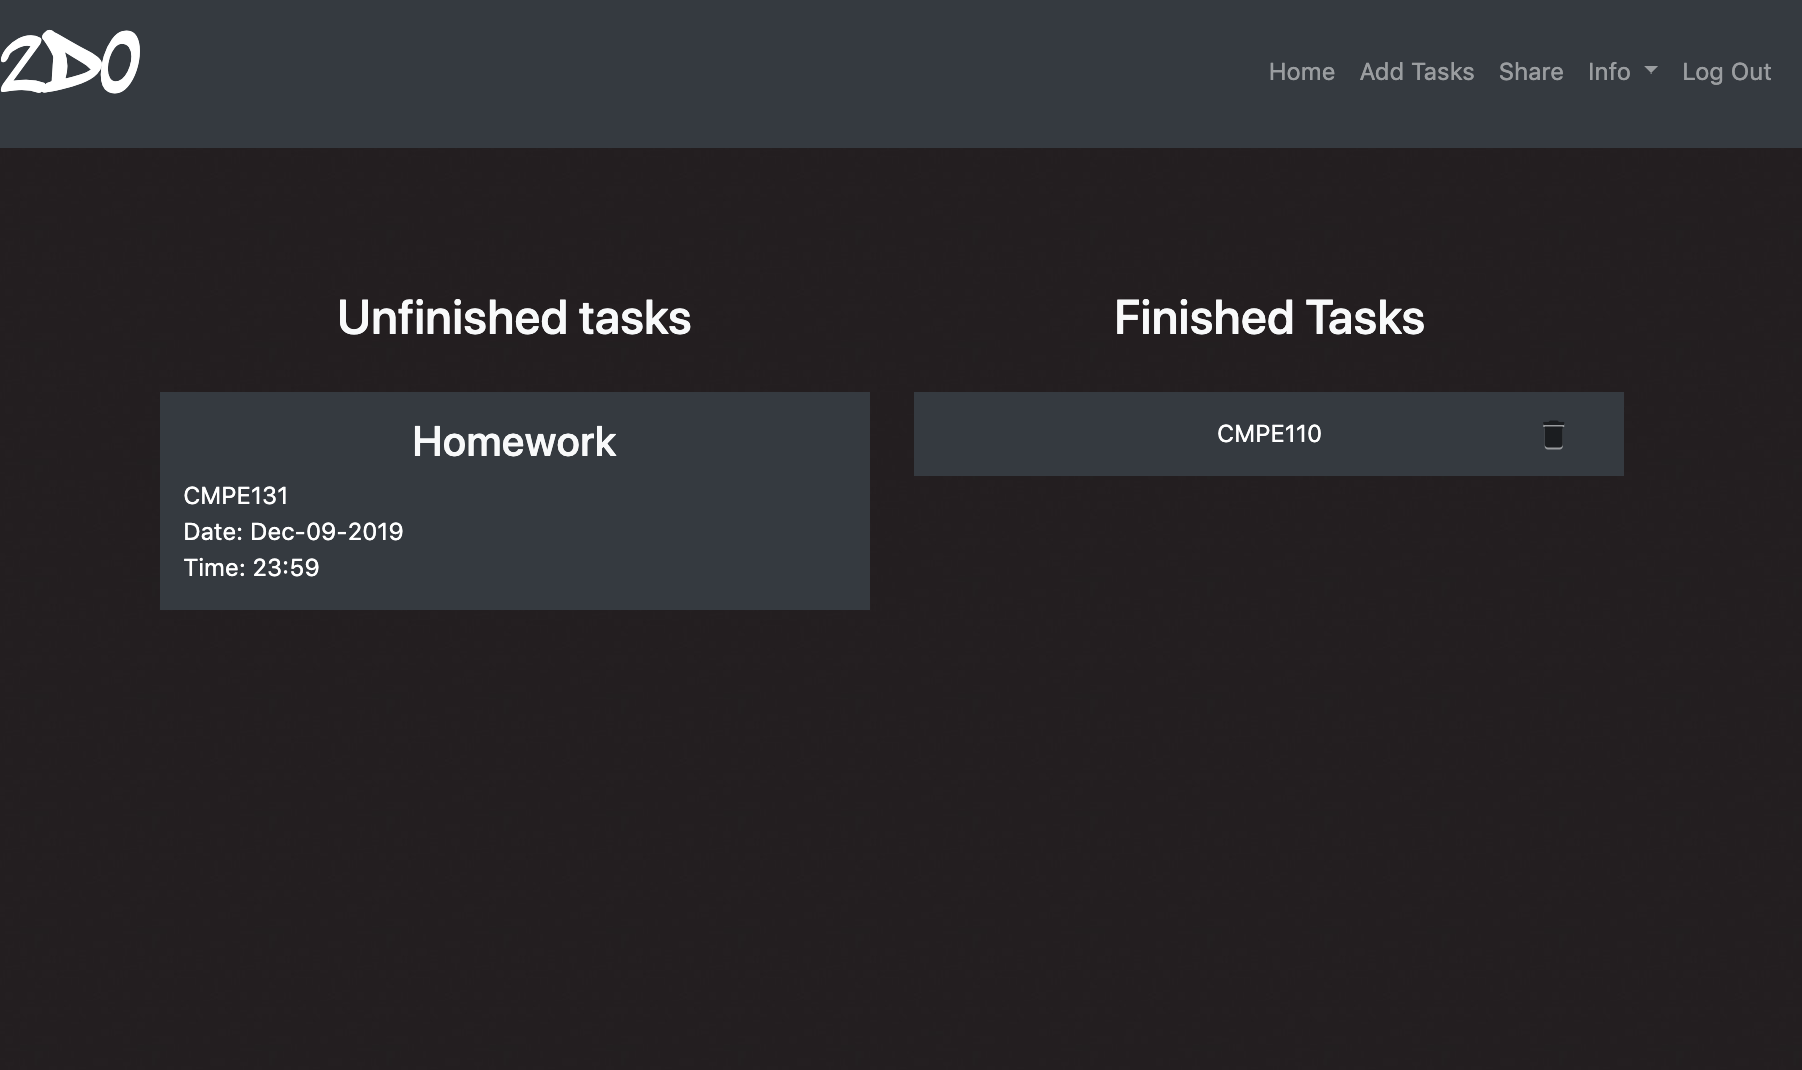 2DO
Home Add Tasks Share Info Log Out
Unfinished tasks
Homework
CMPE131
Date: Dec-09-2019
Time: 23:59
Finished Tasks
CMPE110